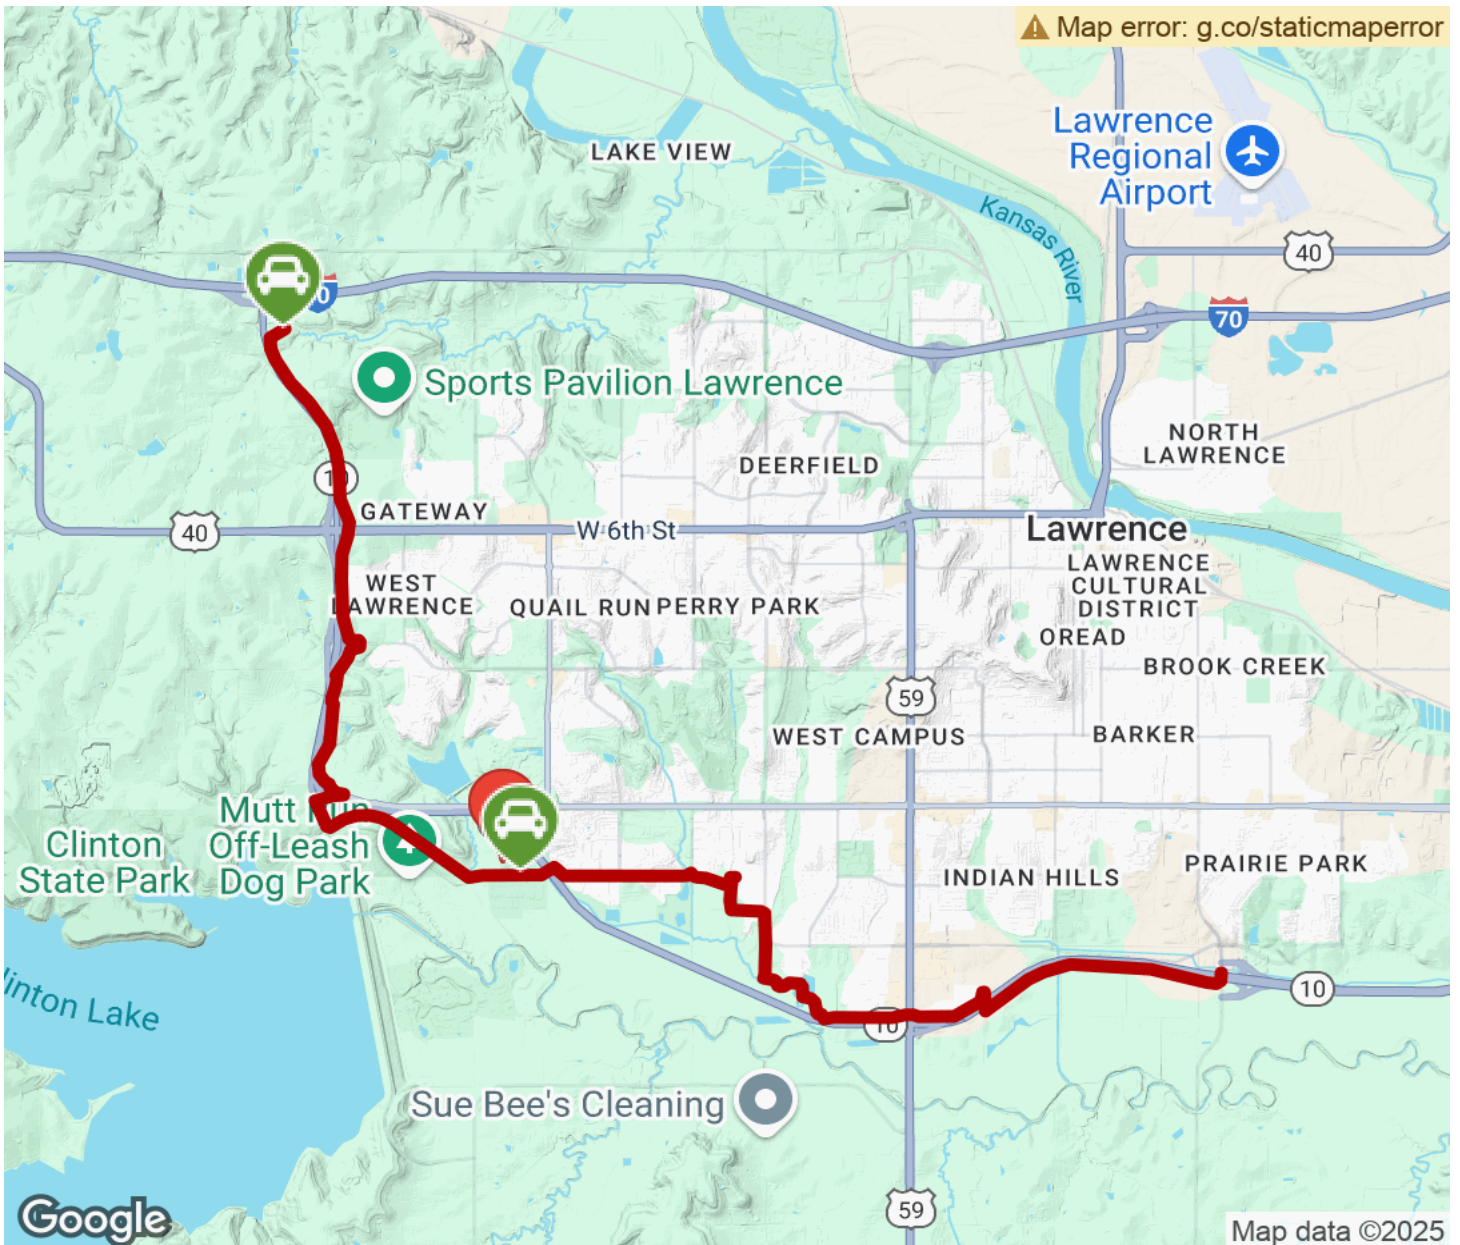 Map error: g.co/staticmaperror
Lawrence
Regional
Airport
LAKE VIEW
Kansas River
40
70
Sports Pavilion Lawrence
NORTH
LAWRENCE
DEERFIELD
GATEWAY
40
W 6th St
Lawrence
LAWRENCE
CULTURAL
DISTRICT
WEST
LAWRENCE
QUAIL RUN
PERRY PARK
OREAD
BROOK CREEK
59
WEST CAMPUS
BARKER
Off-Leash
Dog Park
Clinton
State Park
PRAIRIE PARK
INDIAN HILLS
10
10
Lake
Sue Bee's Cleaning
59
Google
Map data ©2025